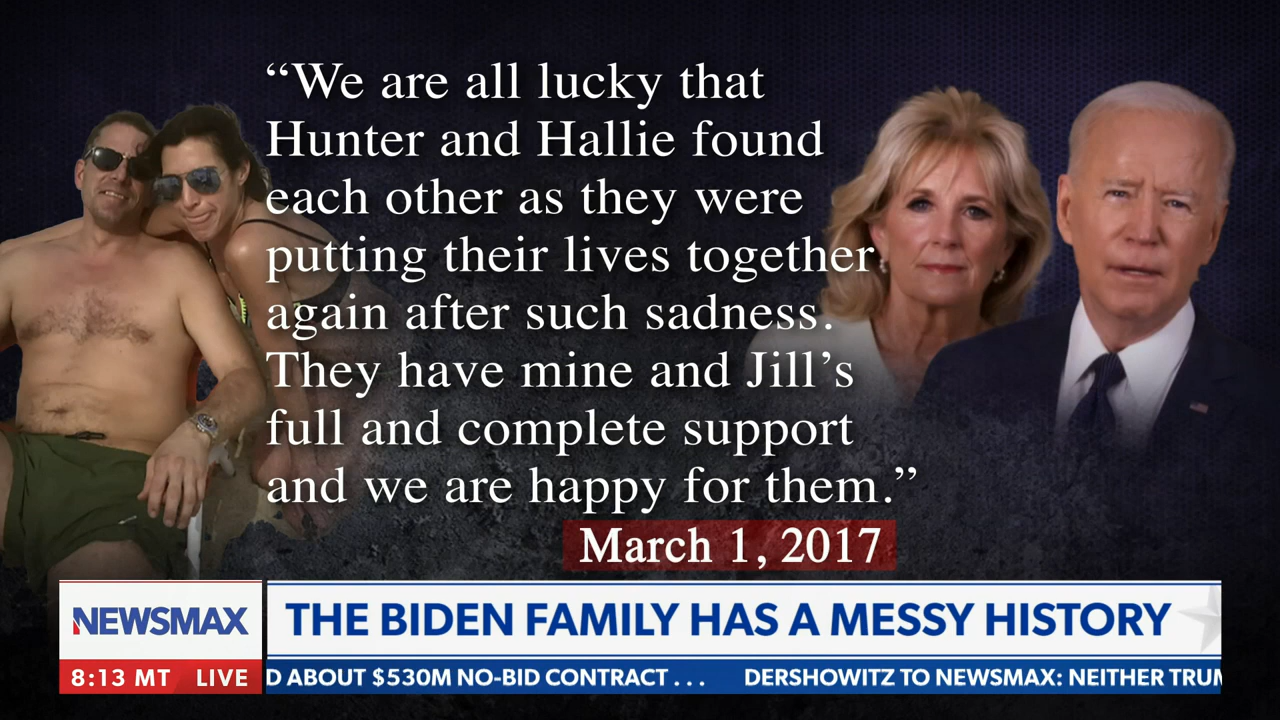 “We are all lucky that
Hunter and Hallie found
each other as they were
putting their lives together
again after such sadness.
They have mine and Jill’s
full and complete support
and we are happy for them.”
March 1, 2017
NEWSMAX
THE BIDEN FAMILY HAS A MESSY HISTORY
8:13 MT LIVE
D ABOUT $530M NO-BID CONTRACT . . . DERSHOWITZ TO NEWSMAX: NEITHER TRUM